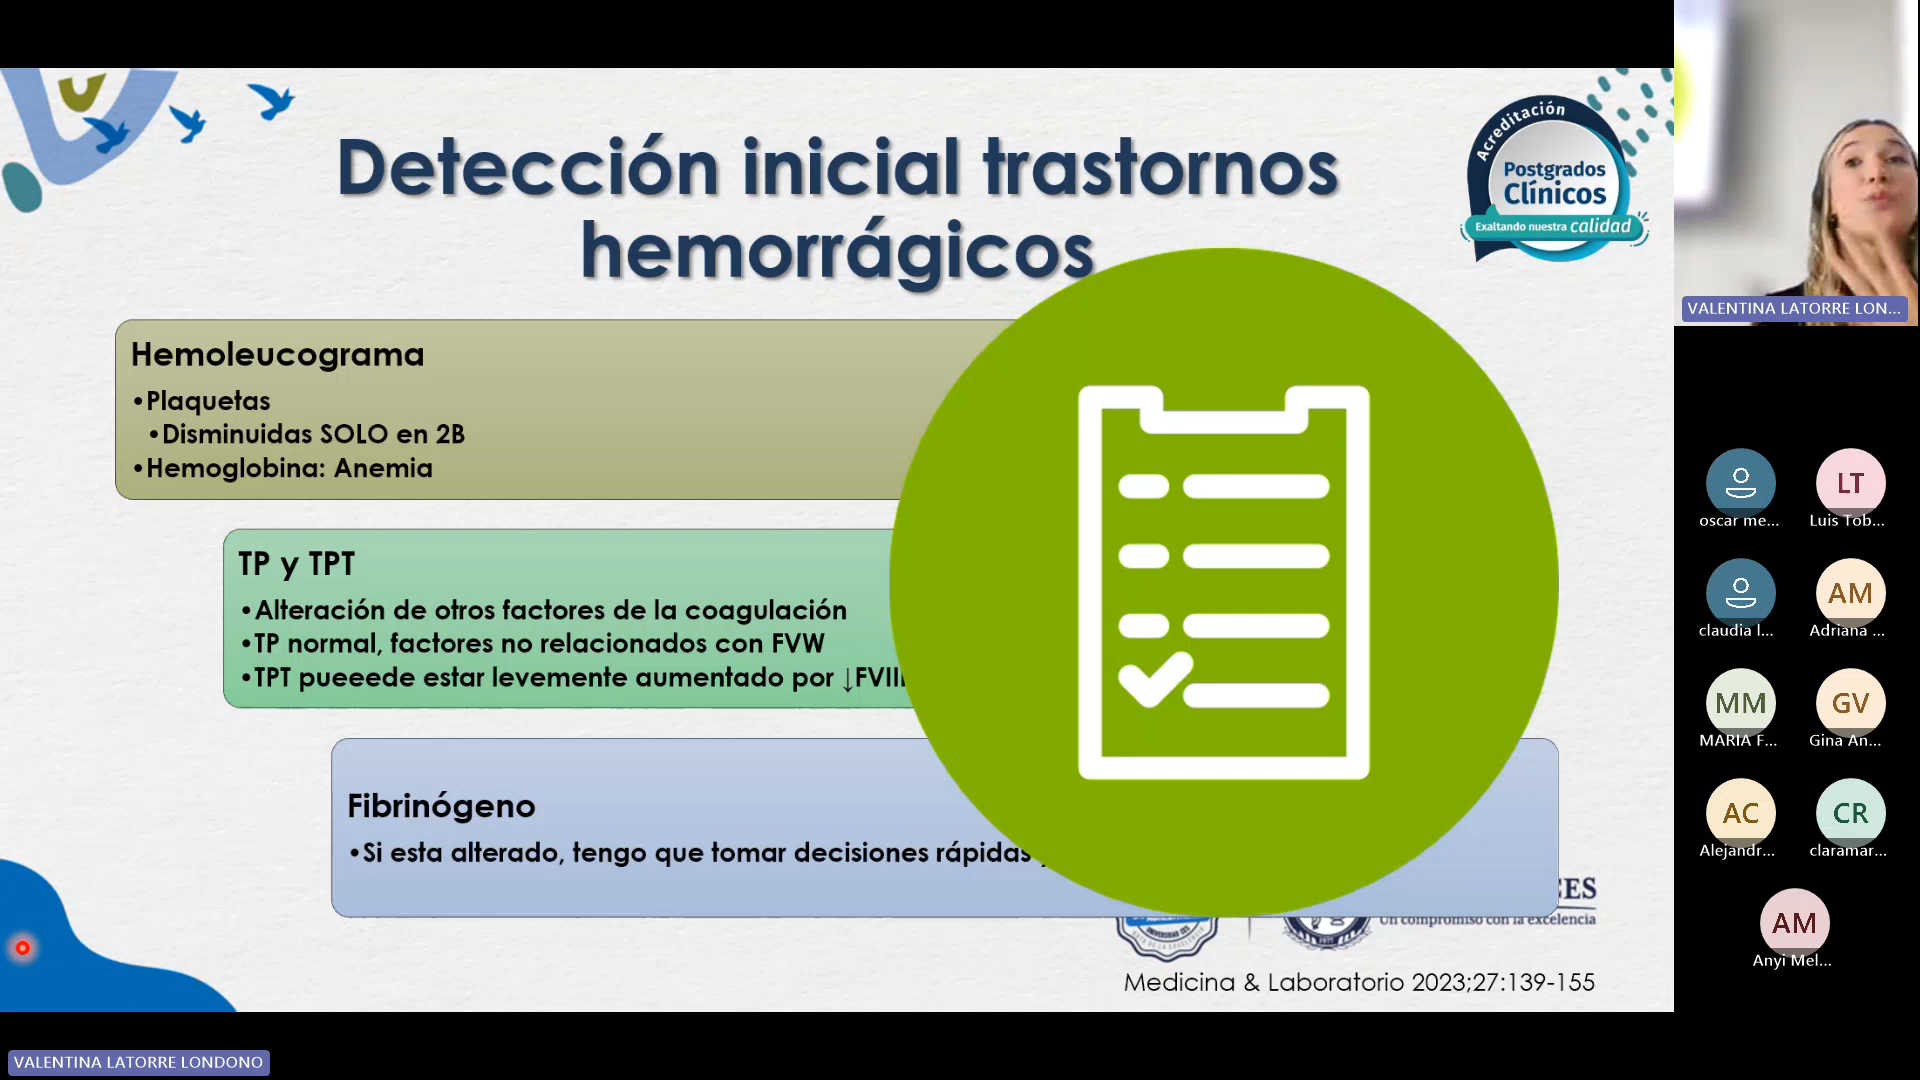 Detección inicial trastornos
hemorrágicos
Acreditación
Postgrados
Clínicos
Exaltando nuestra calidad
Hemoleucograma
•Plaquetas
•Disminuidas SOLO en 2B
•Hemoglobina: Anemia
TP y TPT
•Alteración de otros factores de la coagulación
•TP normal, factores no relacionados con FVW
•TPT pueeede estar levemente aumentado por ↓FVIII
Fibrinógeno
•Si esta alterado, tengo que tomar decisiones rápidas
CES
Un compromiso con la excelencia
Medicina & Laboratorio 2023;27:139-155
VALENTINA LATORRE LONDONO
VALENTINA LATORRE LON...
oscar me...
LT
Luis Tob...
claudia l...
AM
Adriana ...
MM
MARIA F...
GV
Gina An...
AC
Alejandr...
CR
claramar...
AM
Anyi Mel...